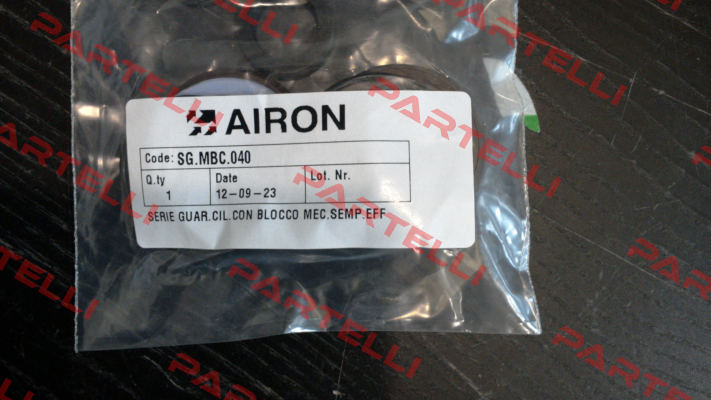 AIRON
Code: SG.MBC.040
Q.ty Date Lot. Nr.
1 12-09-23
SERIE GUAR.CIL.CON BLOCCO MEC.SEMP.EFF
PARTELLI
PARTELLI
PARTELLI
PARTELLI
PARTELLI
PARTELLI
PARTELLI